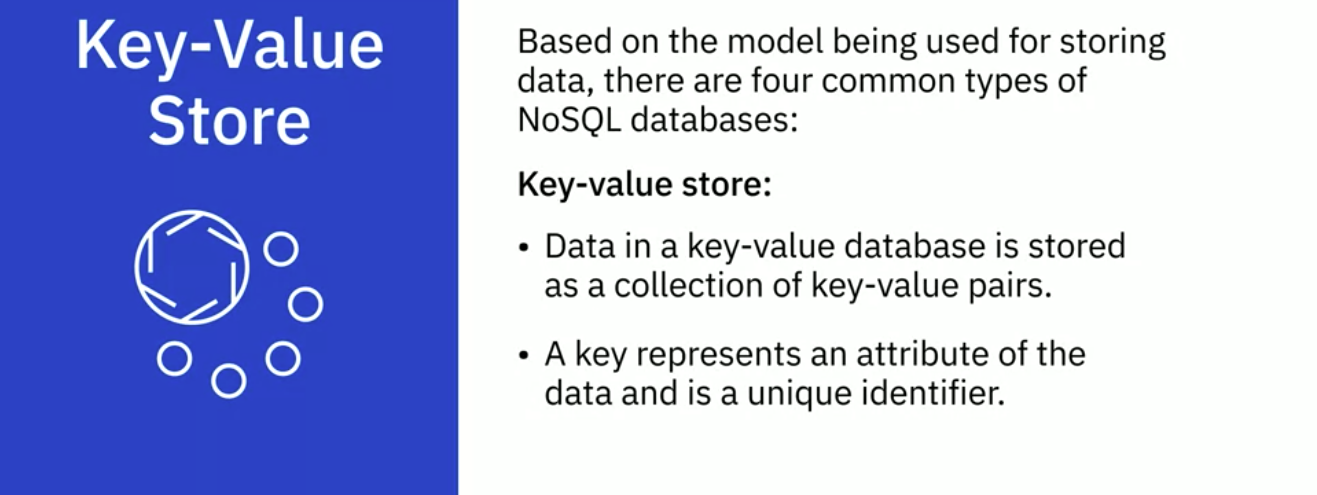 Key-Value
Store
Based on the model being used for storing
data, there are four common types of
NoSQL databases:
Key-value store:
• Data in a key-value database is stored
as a collection of key-value pairs.
• A key represents an attribute of the
data and is a unique identifier.